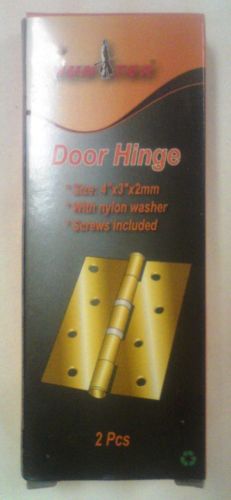 Door Hinge
* Size: 4"x3"x2mm
* With nylon washer
* Screws included
2 Pcs